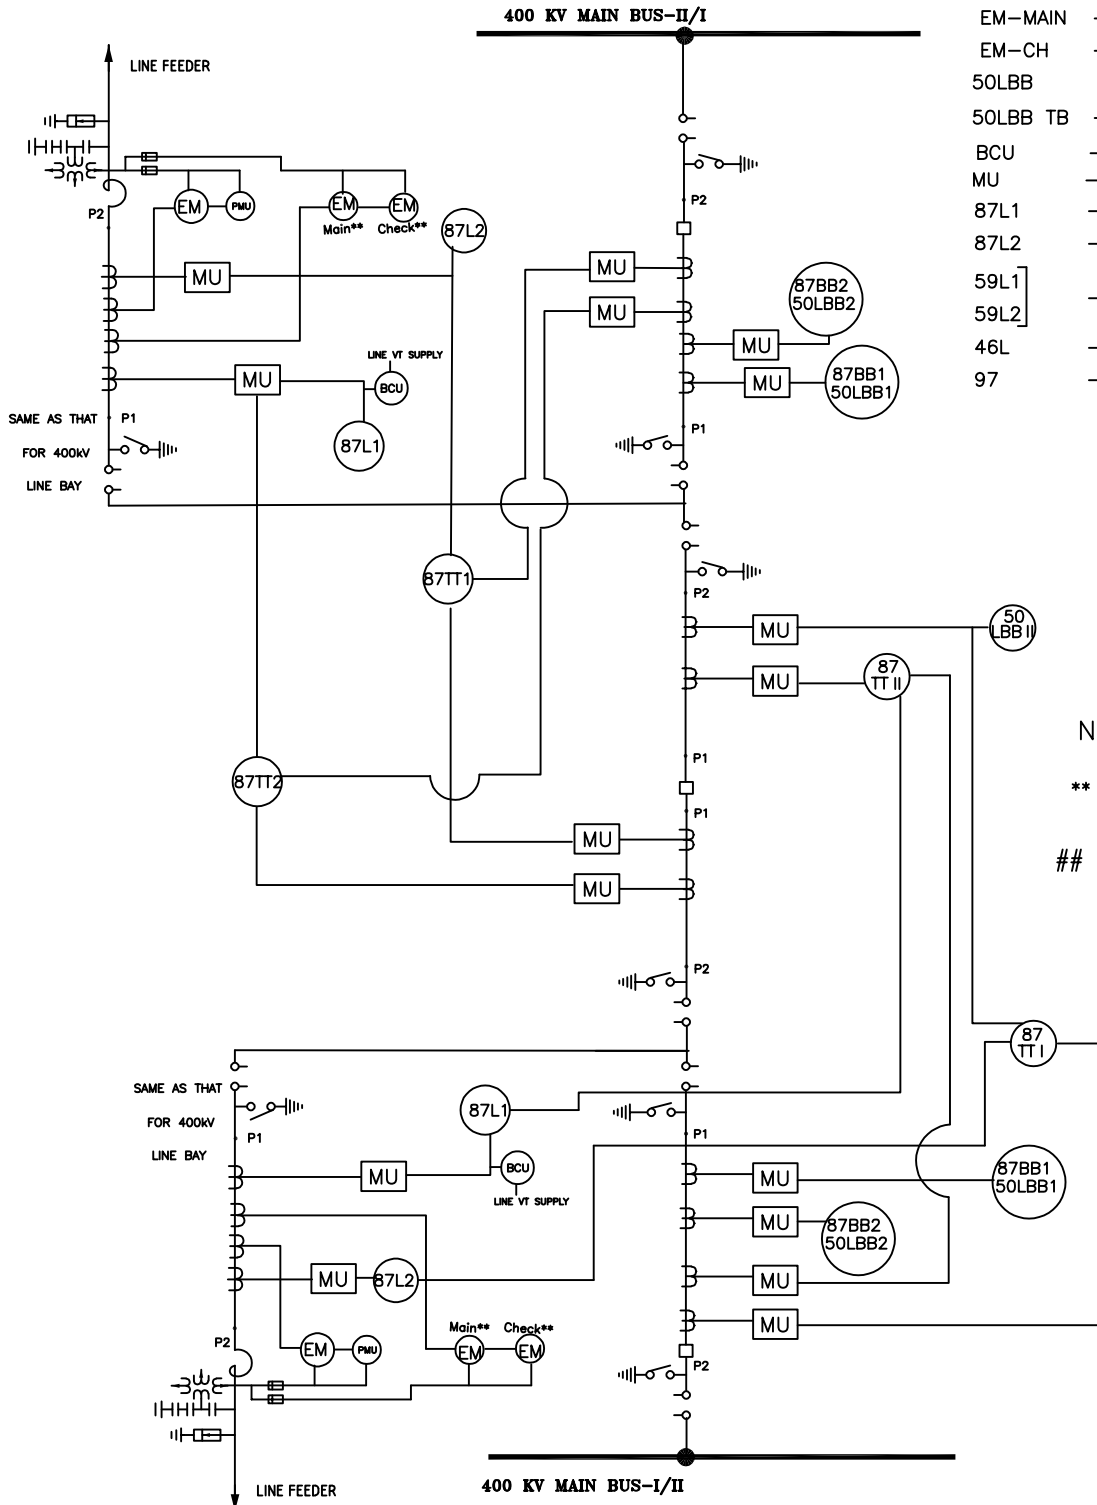 400 KV MAIN BUS-II/I
EM-MAIN -
EM-CH -
50LBB
50LBB TB -
BCU -
MU -
87L1 -
87L2 -
59L1
59L2
-
46L -
97 -
LINE FEEDER
P2
EM
PMU
EM
Main**
EM
Check**
87L2
MU
MU
LINE VT SUPPLY
BCU
87L1
SAME AS THAT
FOR 400kV
LINE BAY
P1
P2
MU
MU
MU
MU
87BB2
50LBB2
87BB1
50LBB1
P1
87TT1
P2
MU
50
LBB II
MU
87
TT II
P1
N
**
##
87TT2
P1
MU
MU
P2
87
TT I
SAME AS THAT
FOR 400kV
LINE BAY
P1
87L1
MU
BCU
LINE VT SUPPLY
P1
MU
87BB1
50LBB1
MU
87BB2
50LBB2
MU
87L2
MU
MU
P2
EM
PMU
Main**
EM
Check**
EM
P2
LINE FEEDER
400 KV MAIN BUS-I/II